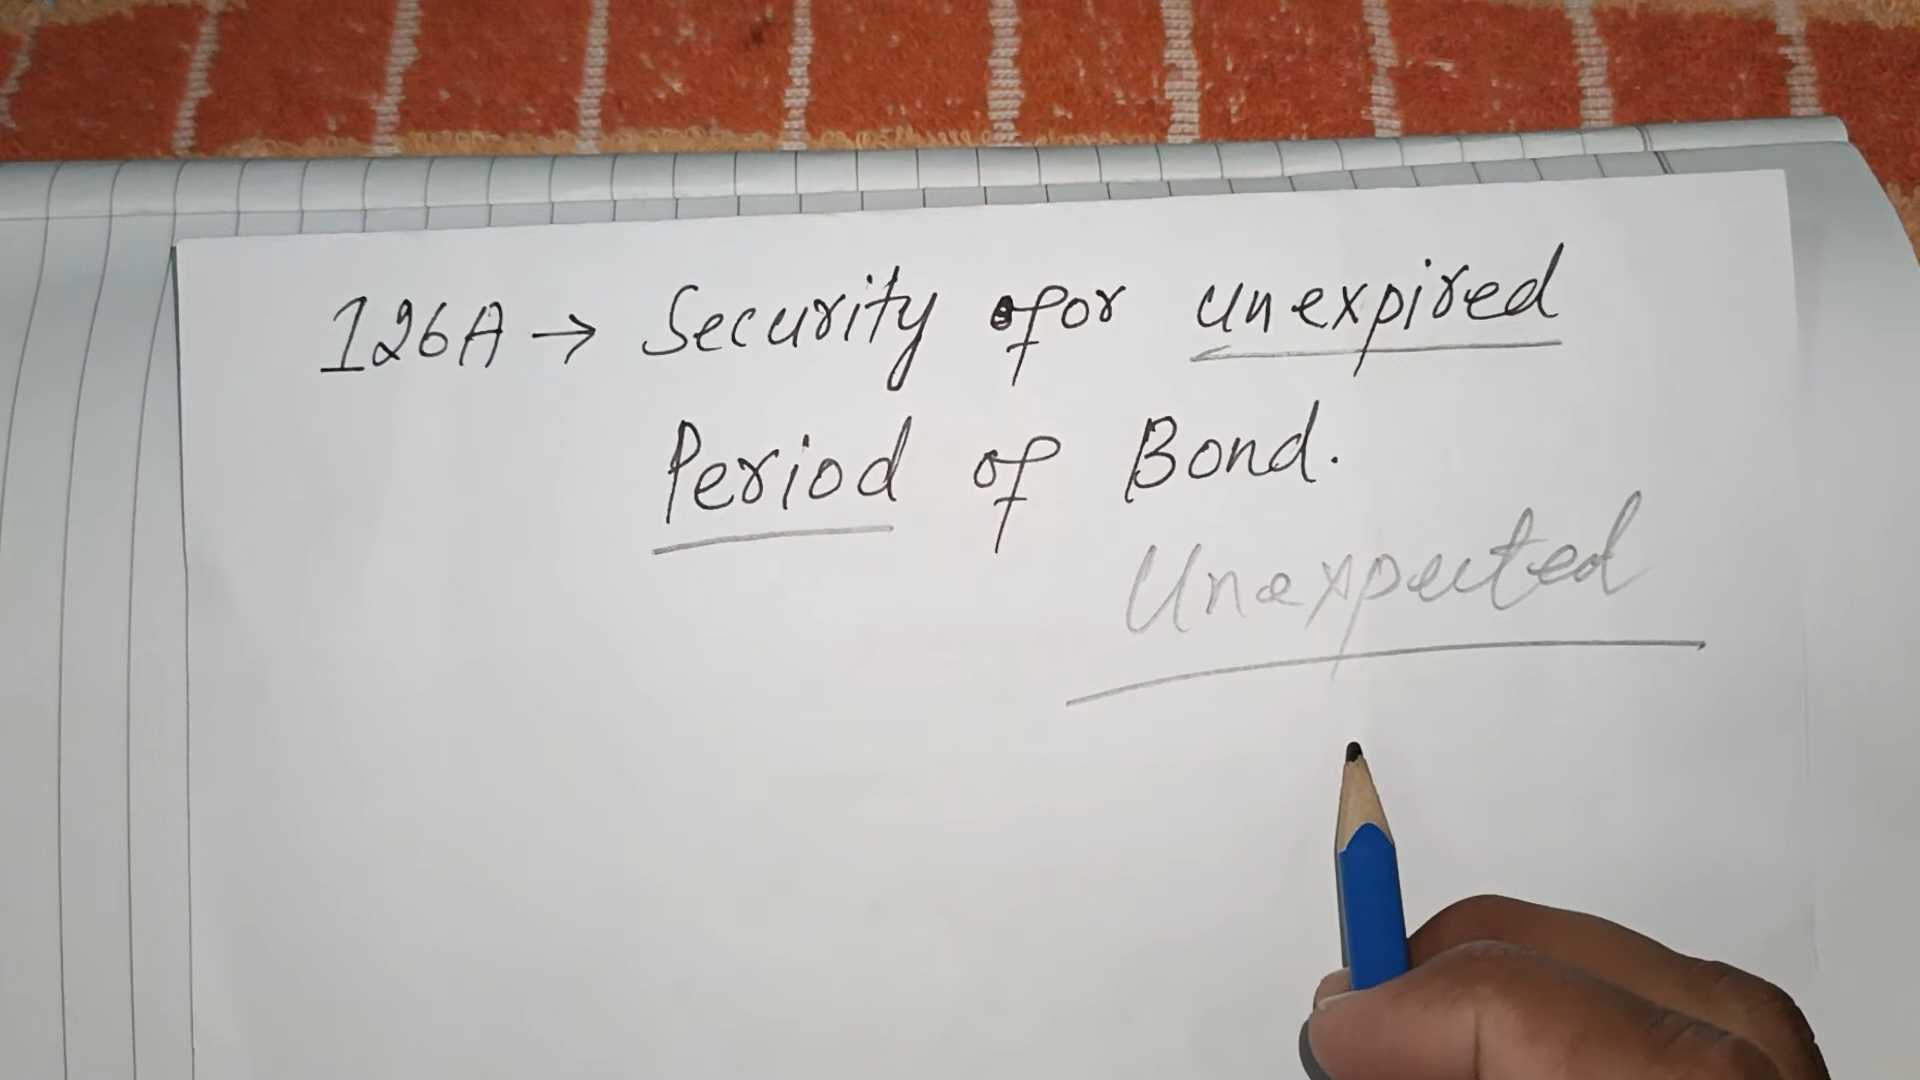 126A → Security for unexpired
Period of Bond.
Unexpected